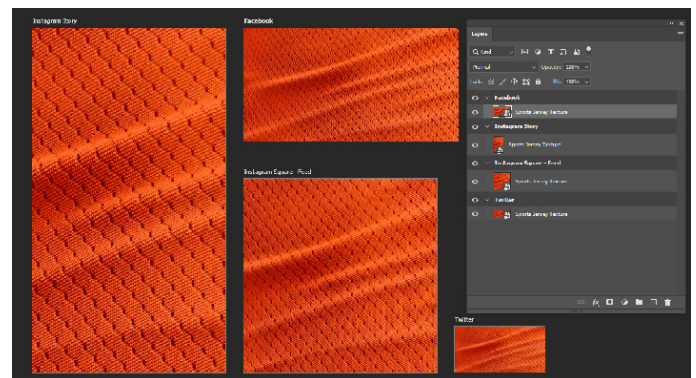 Instagram Story
Facebook
Instagram Square - Feed
Twitter
Layers
Kind
Normal
Opacity: 100%
Lock:
Fill: 100%
Facebook
Sports Jersey Texture
Instagram Story
Sports Jersey Texture
Instagram Square - Feed
Sports Jersey Texture
Twitter
Sports Jersey Texture
fx